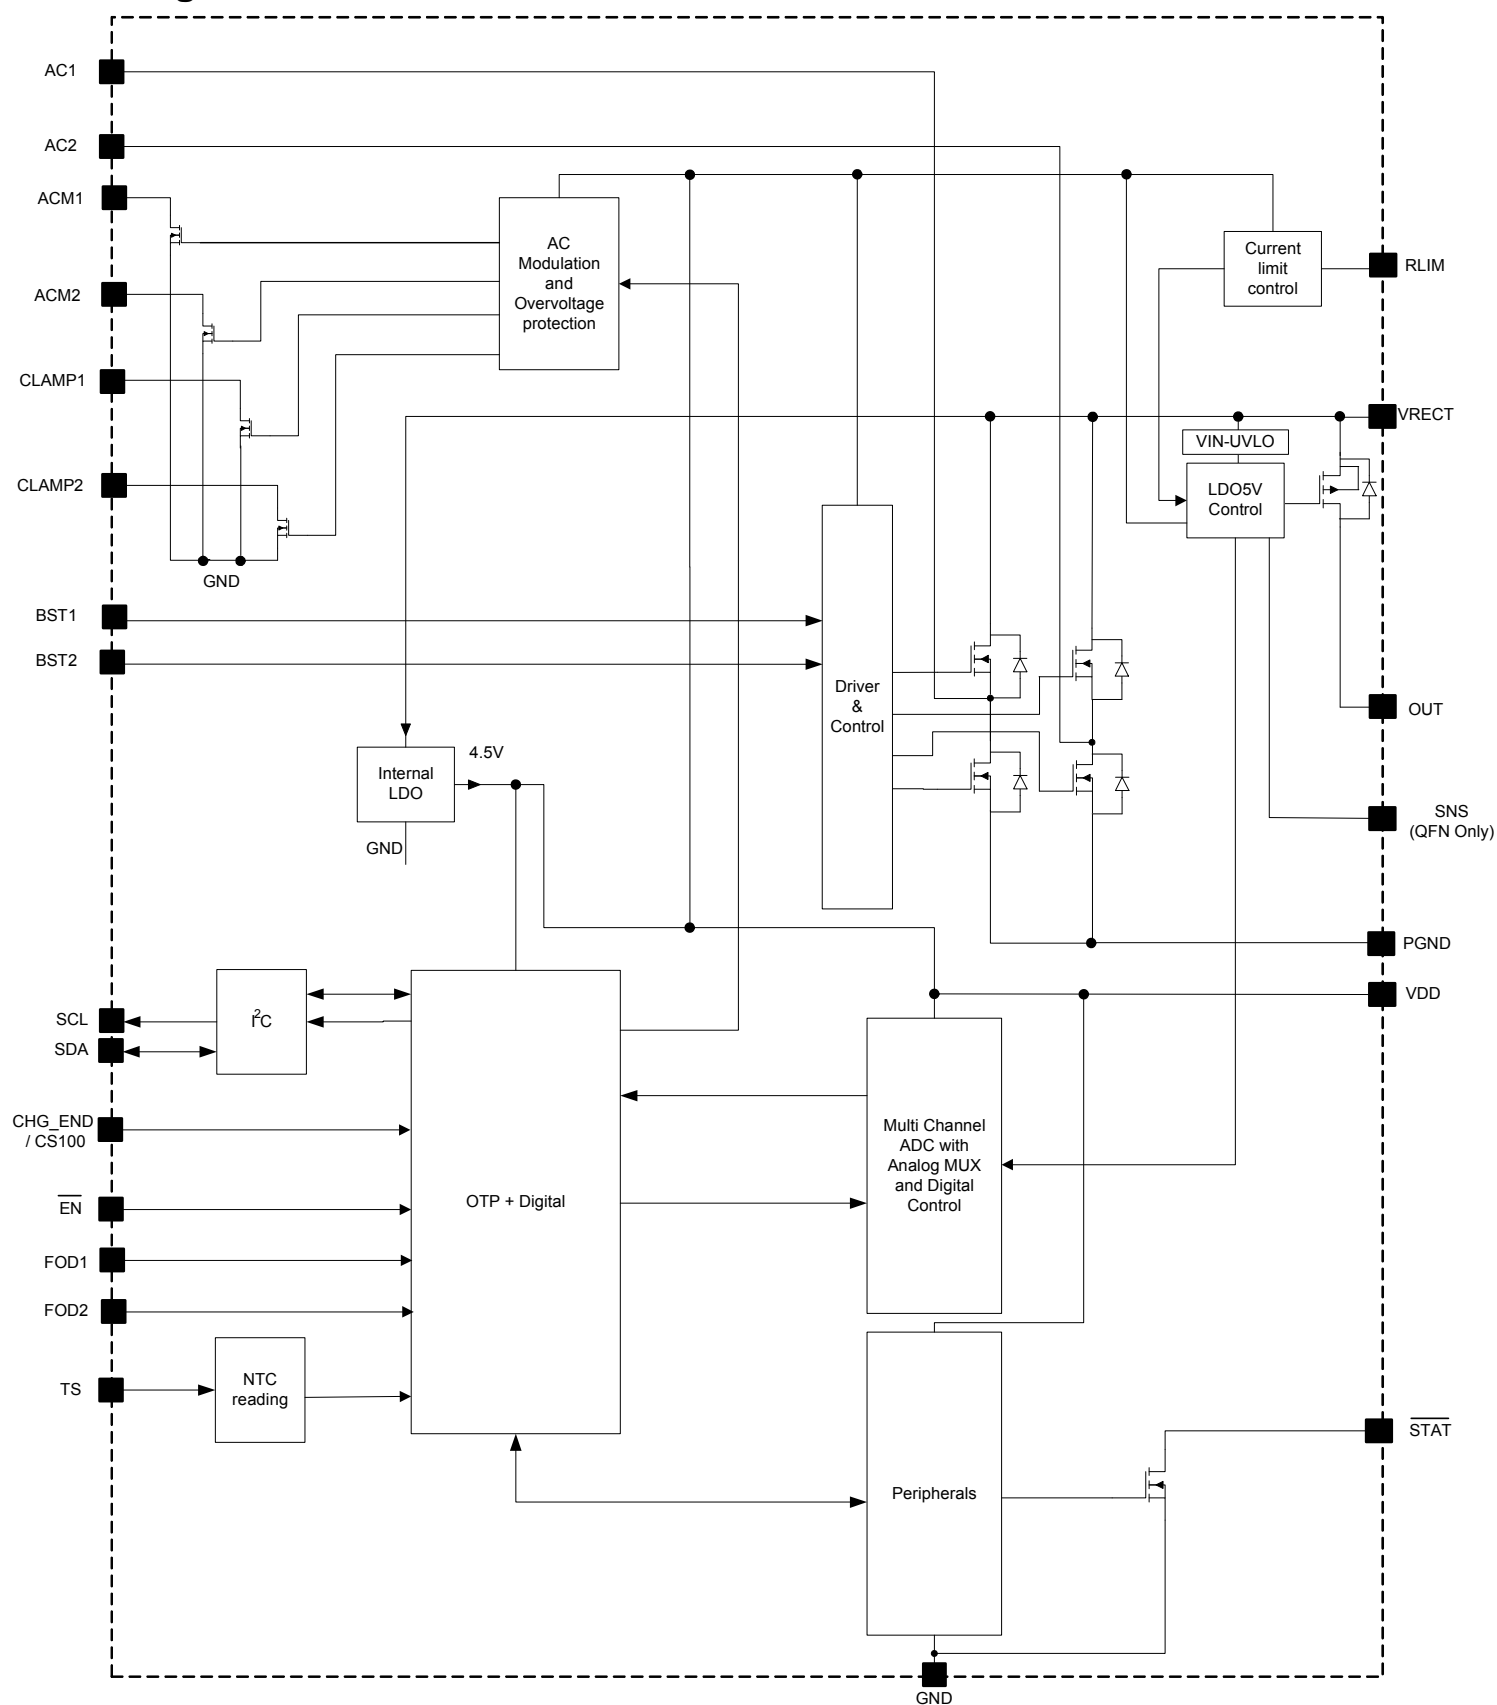 AC1
AC2
ACM1
ACM2
CLAMP1
CLAMP2
GND
BST1
BST2
AC
Modulation
and
Overvoltage
protection
Current
limit
control
RLIM
VRECT
VIN-UVLO
LDO5V
Control
Driver
&
Control
OUT
4.5V
Internal
LDO
GND
SNS
(QFN Only)
PGND
VDD
SCL
SDA
I2C
CHG_END
/ CS100
EN
FOD1
FOD2
TS
NTC
reading
OTP + Digital
Multi Channel
ADC with
Analog MUX
and Digital
Control
Peripherals
STAT
GND